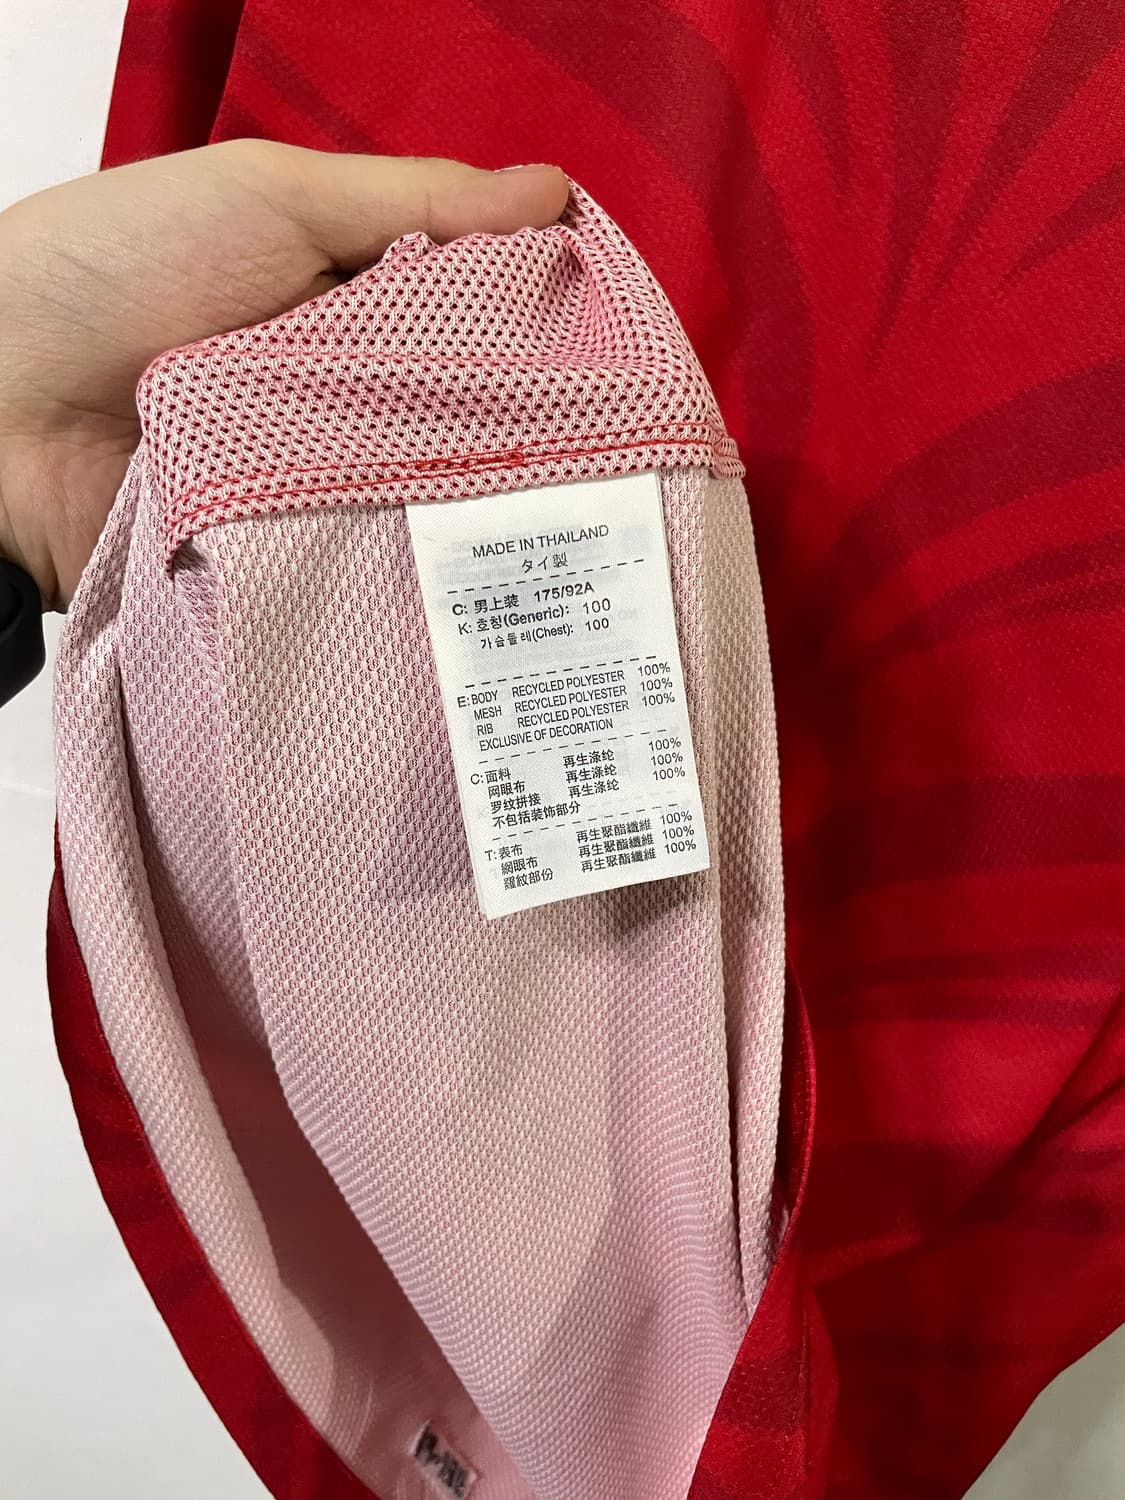 MADE IN THAILAND
タイ製
C: 男上装 175/92A
K: 호칭(Generic): 100
가슴둘레(Chest): 100
E: BODY RECYCLED POLYESTER 100%
MESH RECYCLED POLYESTER 100%
RIB RECYCLED POLYESTER 100%
EXCLUSIVE OF DECORATION
C: 面料 再生涤纶 100%
网眼布 再生涤纶 100%
罗纹拼接 再生涤纶 100%
不包括装饰部分
T: 表布 再生聚酯纖維 100%
網眼布 再生聚酯纖維 100%
羅紋部份 再生聚酯纖維 100%